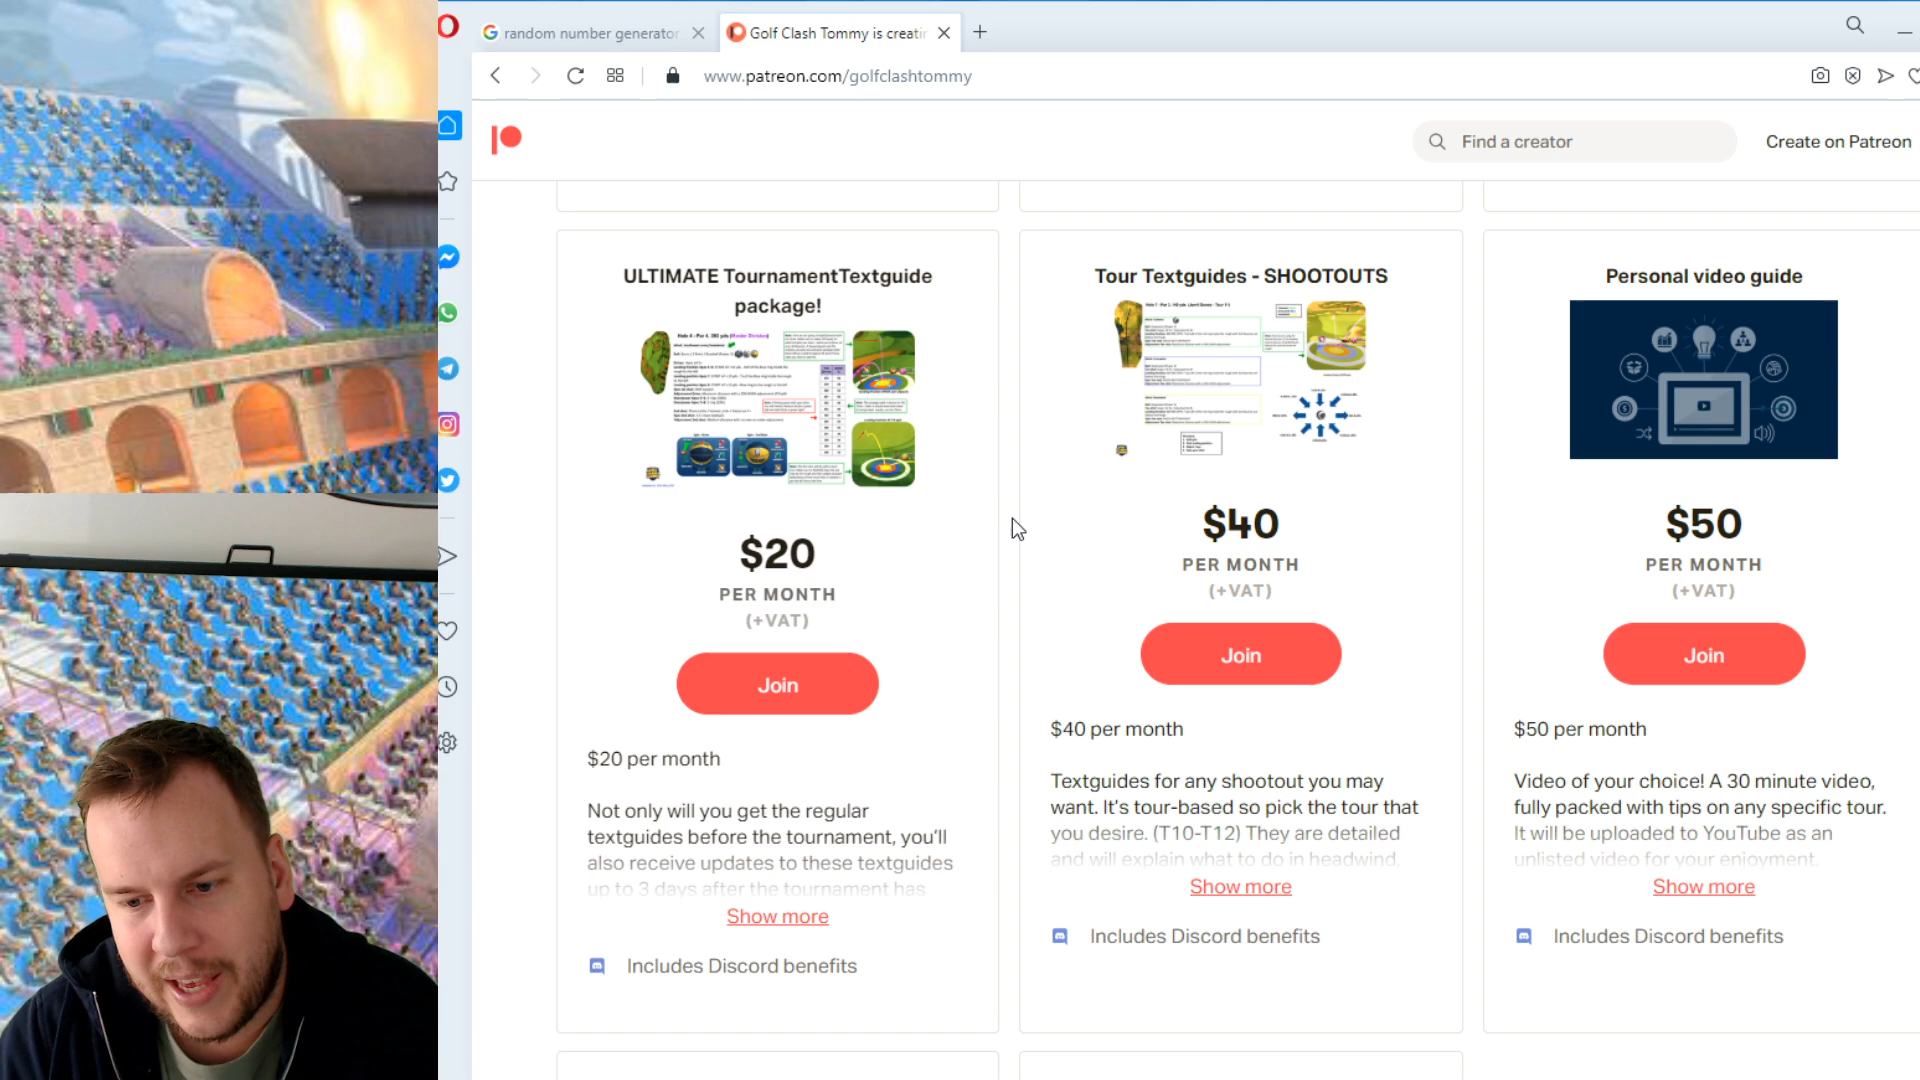 random number generator
Golf Clash Tommy is creatin
www.patreon.com/golfclashtommy
Find a creator
Create on Patreon
ULTIMATE TournamentTextguide
package!
$20
PER MONTH
(+VAT)
Join
$20 per month
Not only will you get the regular
textguides before the tournament, you'll
also receive updates to these textguides
up to 3 days after the tournament has
Show more
Includes Discord benefits
Tour Textguides - SHOOTOUTS
$40
PER MONTH
(+VAT)
Join
$40 per month
Textguides for any shootout you may
want. It's tour-based so pick the tour that
you desire. (T10-T12) They are detailed
and will explain what to do in headwind,
Show more
Includes Discord benefits
Personal video guide
$50
PER MONTH
(+VAT)
Join
$50 per month
Video of your choice! A 30 minute video,
fully packed with tips on any specific tour.
It will be uploaded to YouTube as an
unlisted video for your enjoyment.
Show more
Includes Discord benefits